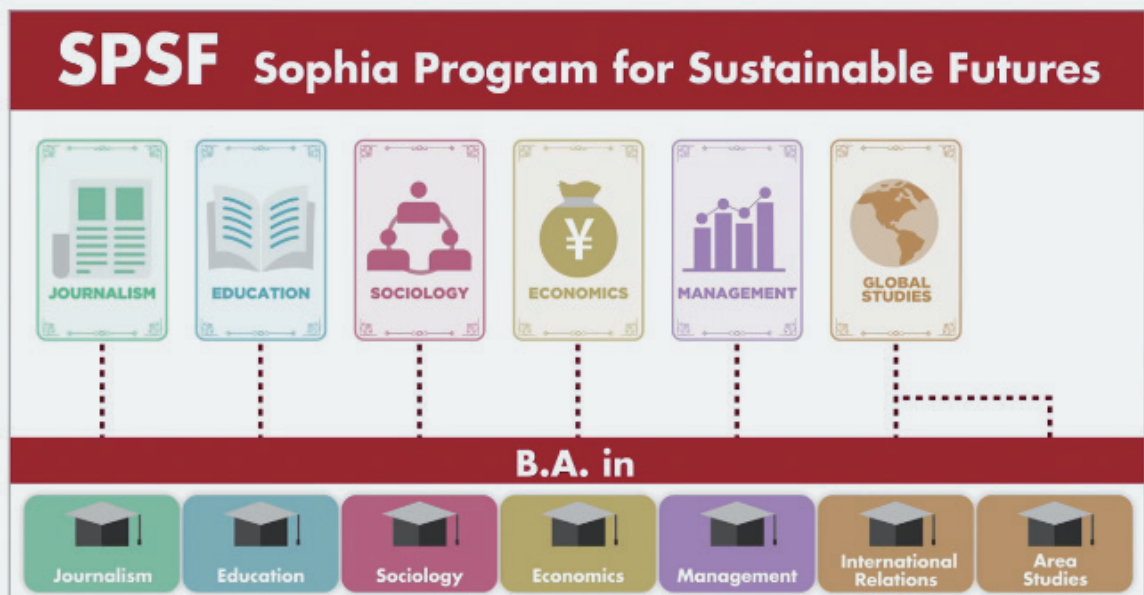 SPSF Sophia Program for Sustainable Futures
JOURNALISM
EDUCATION
SOCIOLOGY
¥
ECONOMICS
MANAGEMENT
GLOBAL
STUDIES
B.A. in
Journalism
Education
Sociology
Economics
Management
International
Relations
Area
Studies